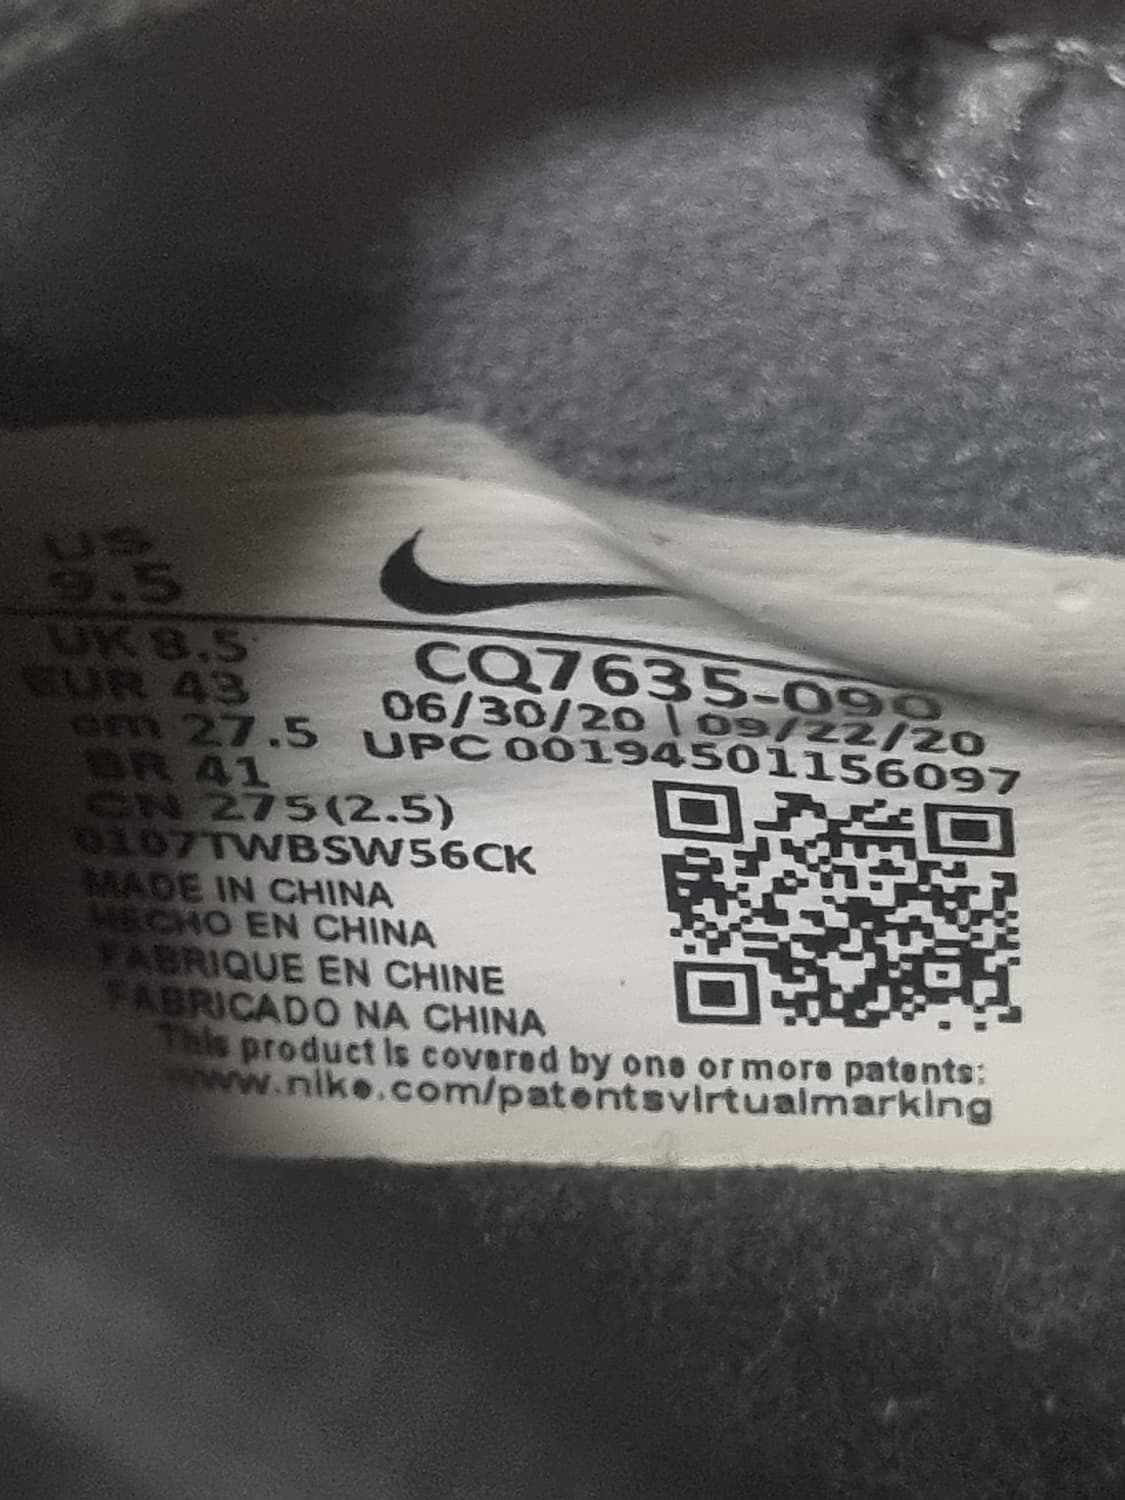 US
9.5
UK 8.5
EUR 43
cm 27.5
BR 41
CN 275(2.5)
CQ7635-090
06/30/20 | 09/22/20
UPC 00194501156097
0107TWBSW56CK
MADE IN CHINA
HECHO EN CHINA
FABRIQUE EN CHINE
FABRICADO NA CHINA
This product is covered by one or more patents:
www.nike.com/patentsvirtualmarking